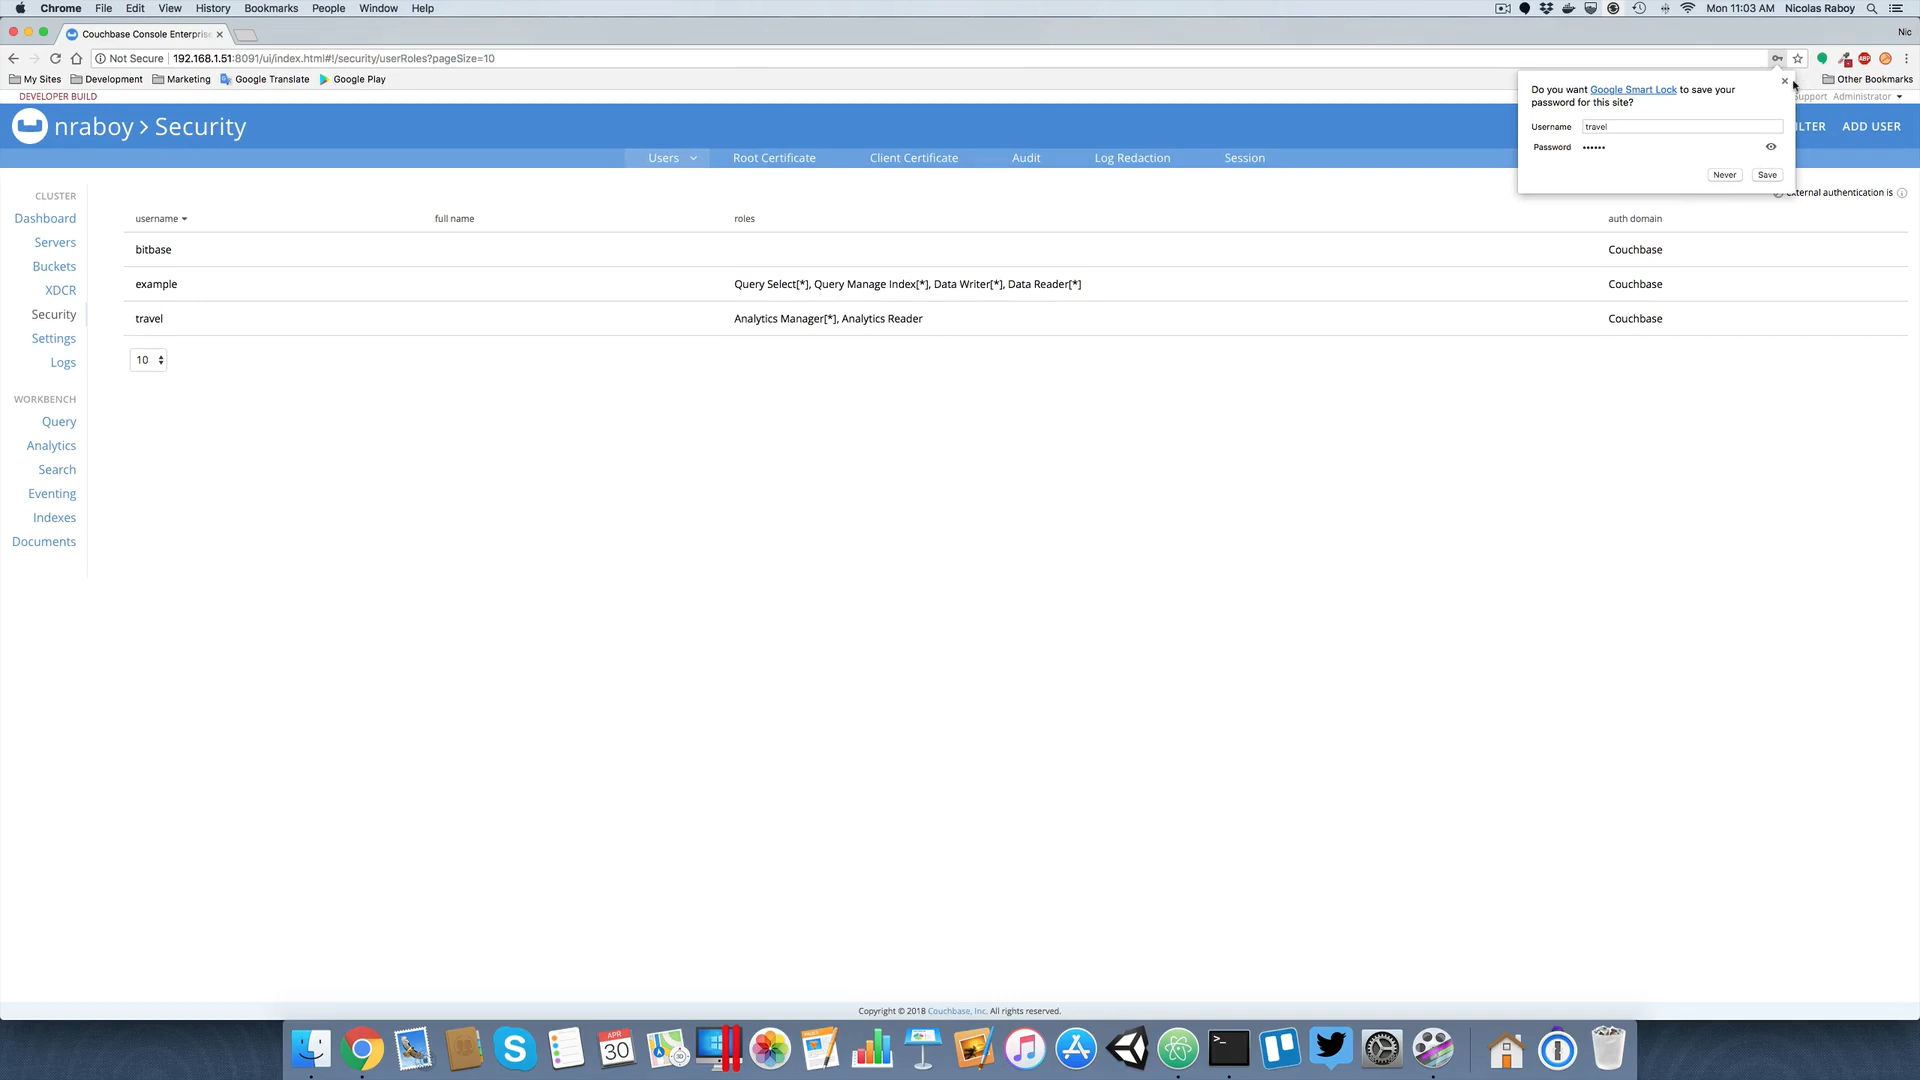 Chrome File Edit View History Bookmarks People Window Help Mon 11:03 AM Nicolas Raboy
Couchbase Console Enterpris Nic
Not Secure 192.168.1.51:8091/ui/index.html#!/security/userRoles?pageSize=10
My Sites Development Marketing Google Translate Google Play Other Bookmarks
DEVELOPER BUILD upport Administrator
nraboy > Security LTER ADD USER
Users Root Certificate Client Certificate Audit Log Redaction Session
Do you want Google Smart Lock to save your
password for this site?
Username travel
Password ••••••
Never Save
External authentication is
CLUSTER
Dashboard
Servers
Buckets
XDCR
Security
Settings
Logs
WORKBENCH
Query
Analytics
Search
Eventing
Indexes
Documents
username full name roles auth domain
bitbase Couchbase
example Query Select[*], Query Manage Index[*], Data Writer[*], Data Reader[*] Couchbase
travel Analytics Manager[*], Analytics Reader Couchbase
10
Copyright © 2018 Couchbase, Inc. All rights reserved.
APR
30